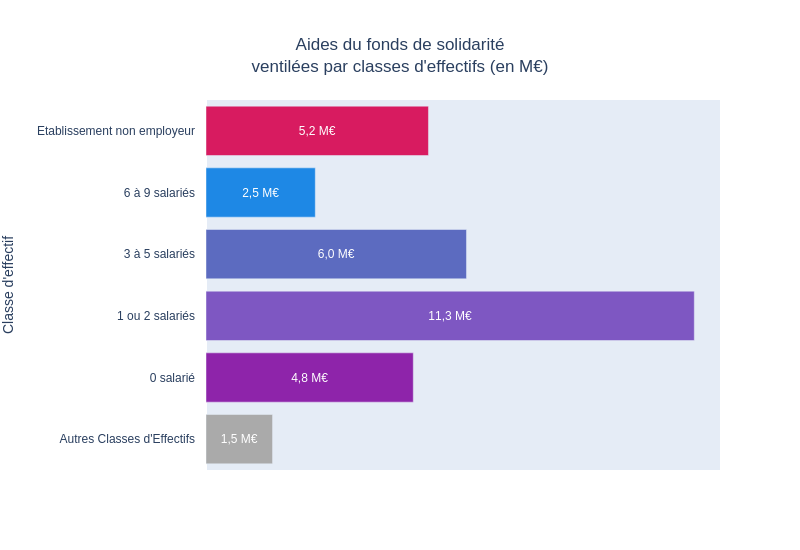 Aides du fonds de solidarité
ventilées par classes d'effectifs (en M€)
Classe d'effectif
Etablissement non employeur
5,2 M€
6 à 9 salariés
2,5 M€
3 à 5 salariés
6,0 M€
1 ou 2 salariés
11,3 M€
0 salarié
4,8 M€
Autres Classes d'Effectifs
1,5 M€